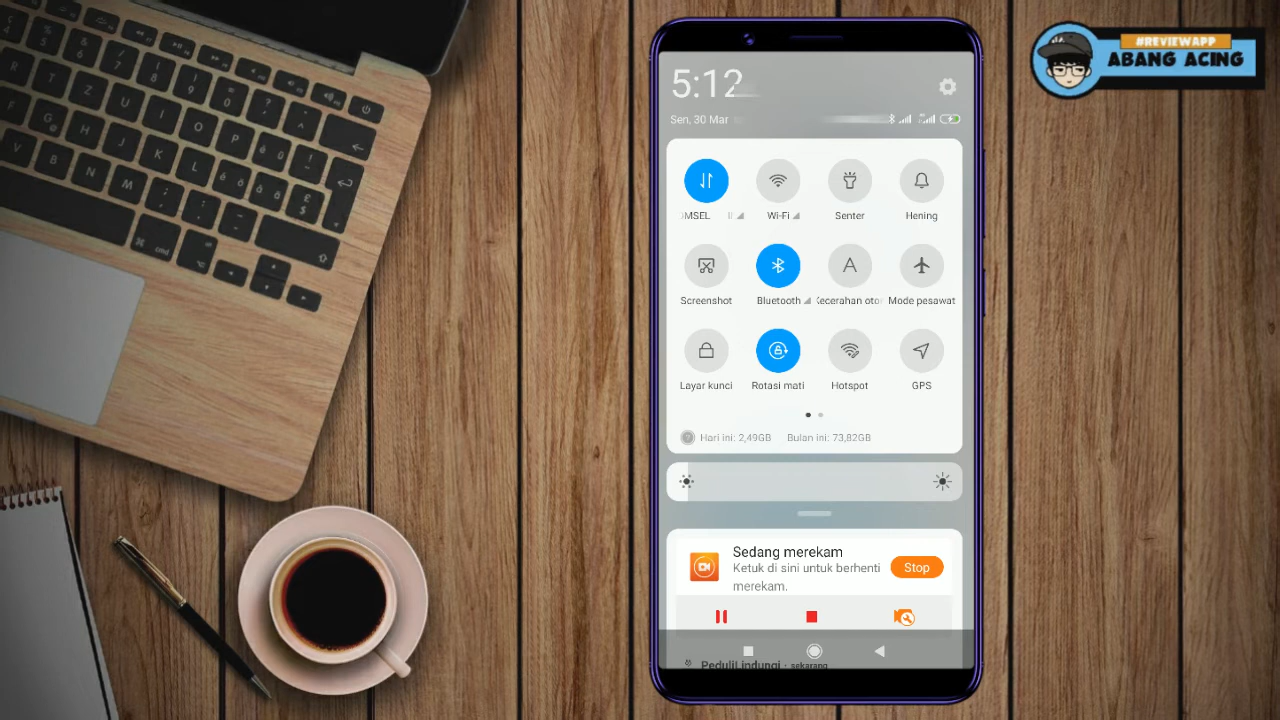 #REVIEWAPP
ABANG ACING
5:12
Sen, 30 Mar
MSEL
Wi-Fi
Senter
Hening
Screenshot
Bluetooth
Kecerahan oto
Mode pesawat
Layar kunci
Rotasi mati
Hotspot
GPS
Hari ini: 2,49GB Bulan ini: 73,82GB
Sedang merekam
Ketuk di sini untuk berhenti
merekam.
Stop
PeduliLindungi · sekarang